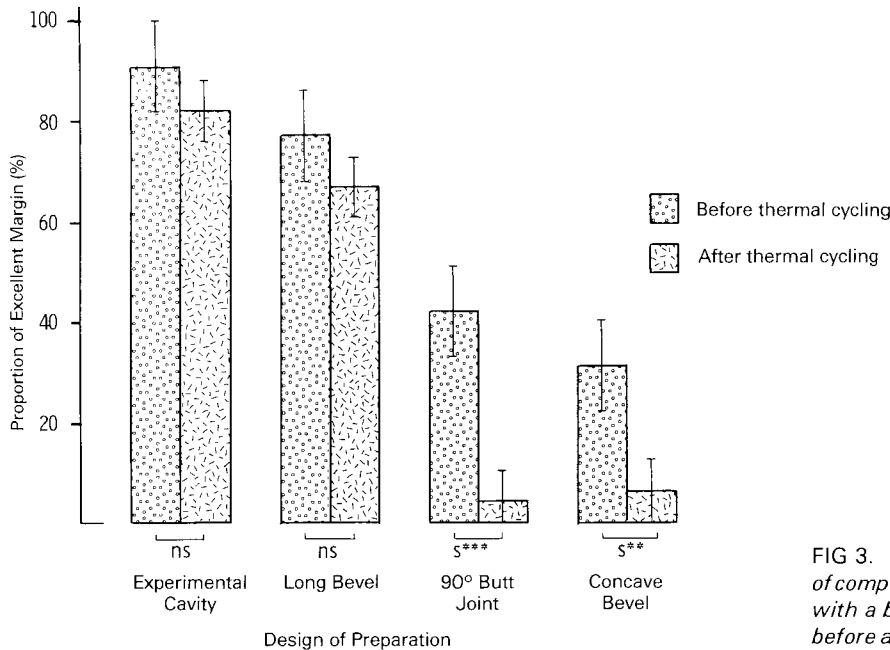 100
80
60
40
20
Proportion of Excellent Margin (%)
Before thermal cycling
After thermal cycling
ns
ns
s***
s**
Experimental
Cavity
Long Bevel
90° Butt
Joint
Concave
Bevel
Design of Preparation
FIG 3.
of comp
with a b
before a